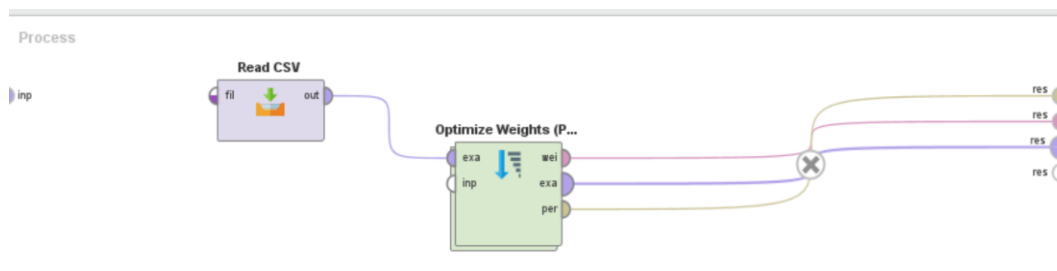 Process
Read CSV
inp
fil
out
res
res
res
res
Optimize Weights (P...
exa
wei
inp
exa
per